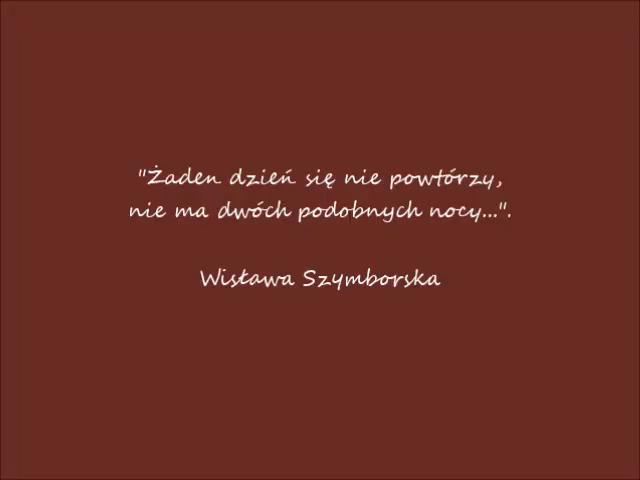 "Żaden dzień się nie powtórzy,
nie ma dwóch podobnych nocy...".
Wisława Szymborska